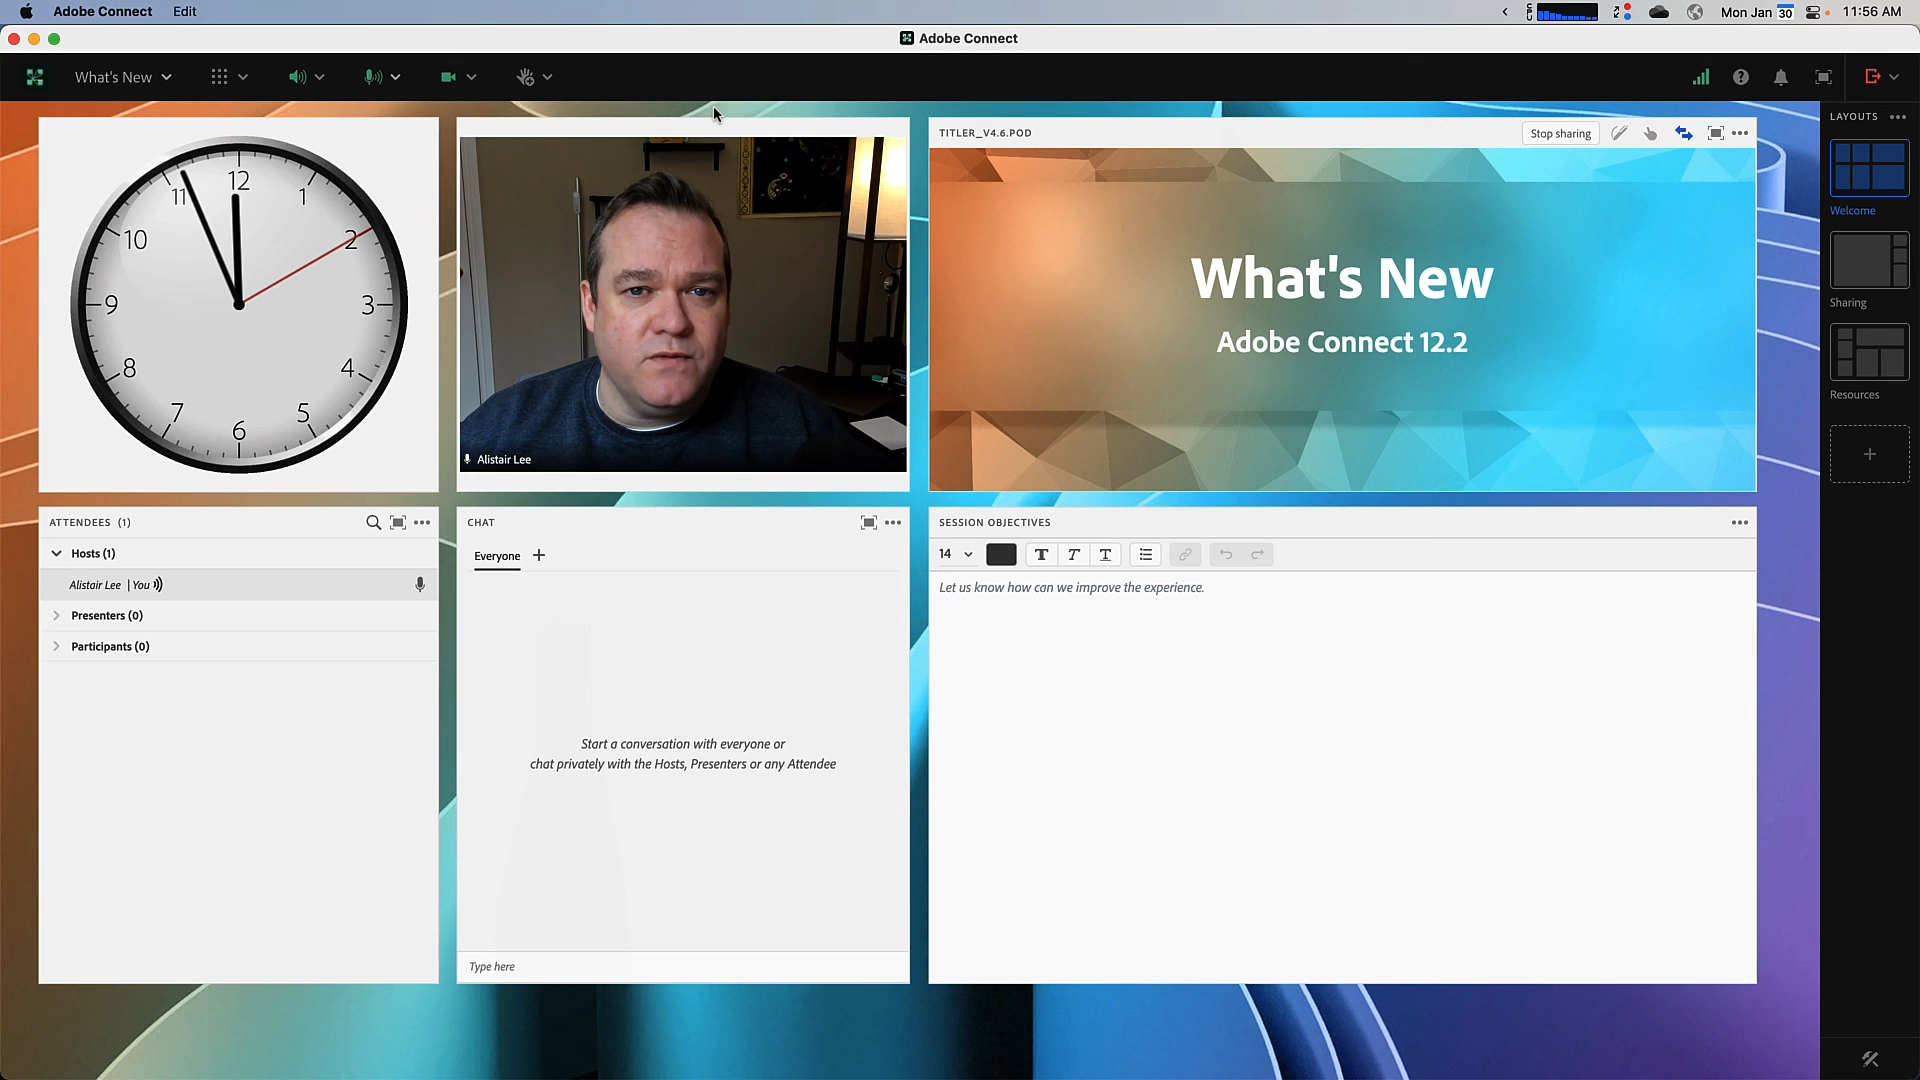 Adobe Connect Edit
Mon Jan 30 11:56 AM
Adobe Connect
What's New
12
1
2
3
4
5
6
7
8
9
10
11
Alistair Lee
TITLER_V4.6.POD
Stop sharing
What's New
Adobe Connect 12.2
LAYOUTS
Welcome
Sharing
Resources
ATTENDEES (1)
Hosts (1)
Alistair Lee | You
Presenters (0)
Participants (0)
CHAT
Everyone
Start a conversation with everyone or
chat privately with the Hosts, Presenters or any Attendee
Type here
SESSION OBJECTIVES
14 T T T
Let us know how can we improve the experience.